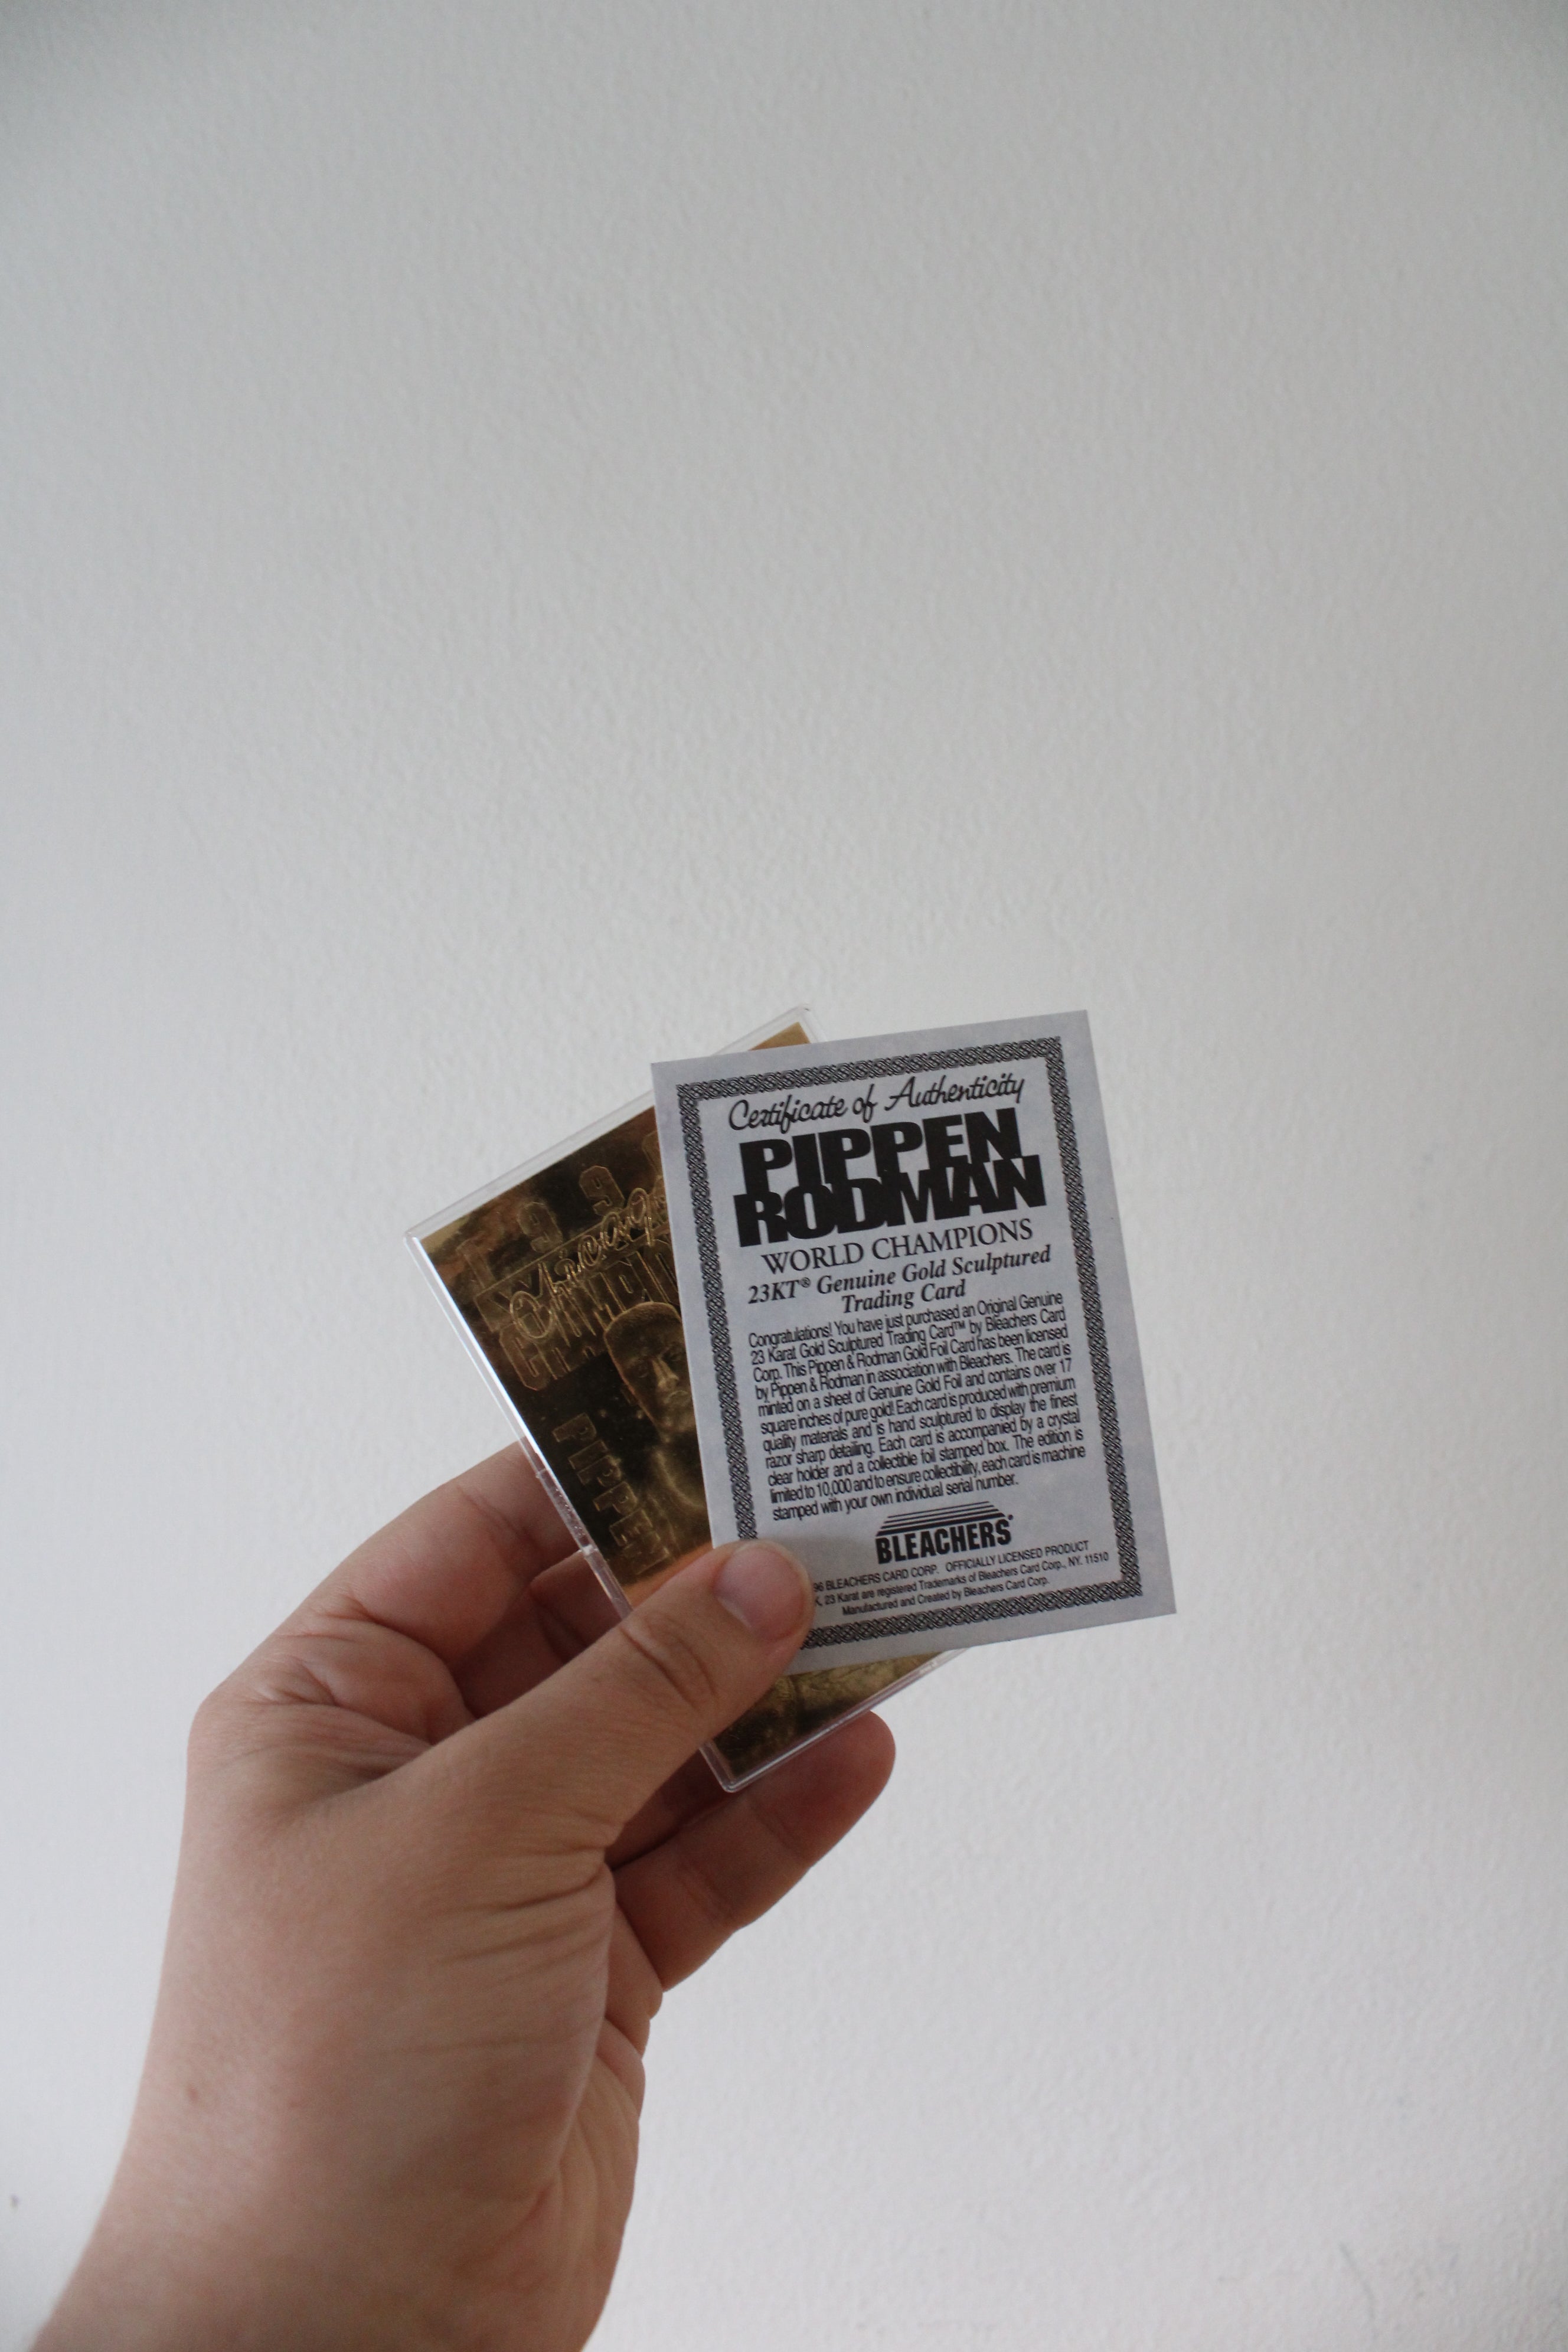 199
Chicago
CHAMPION
PIPPEN
Certificate of Authenticity
PIPPEN
RODMAN
WORLD CHAMPIONS
23KT® Genuine Gold Sculptured
Trading Card
Congratulations! You have just purchased an Original Genuine
23 Karat Gold Sculptured Trading Card™ by Bleachers Card
Corp. This Pippen & Rodman Gold Foil Card has been licensed
by Pippen & Rodman in association with Bleachers. The card is
minted on a sheet of Genuine Gold Foil and contains over 17
square inches of pure gold! Each card is produced with premium
quality materials and is hand sculptured to display the finest
razor sharp detailing. Each card is accompanied by a crystal
clear holder and a collectible foil stamped box. The edition is
limited to 10,000 and to ensure collectibility, each card is machine
stamped with your own individual serial number.
BLEACHERS®
96 BLEACHERS CARD CORP. OFFICIALLY LICENSED PRODUCT
K, 23 Karat are registered Trademarks of Bleachers Card Corp., NY. 11510
Manufactured and Created by Bleachers Card Corp.